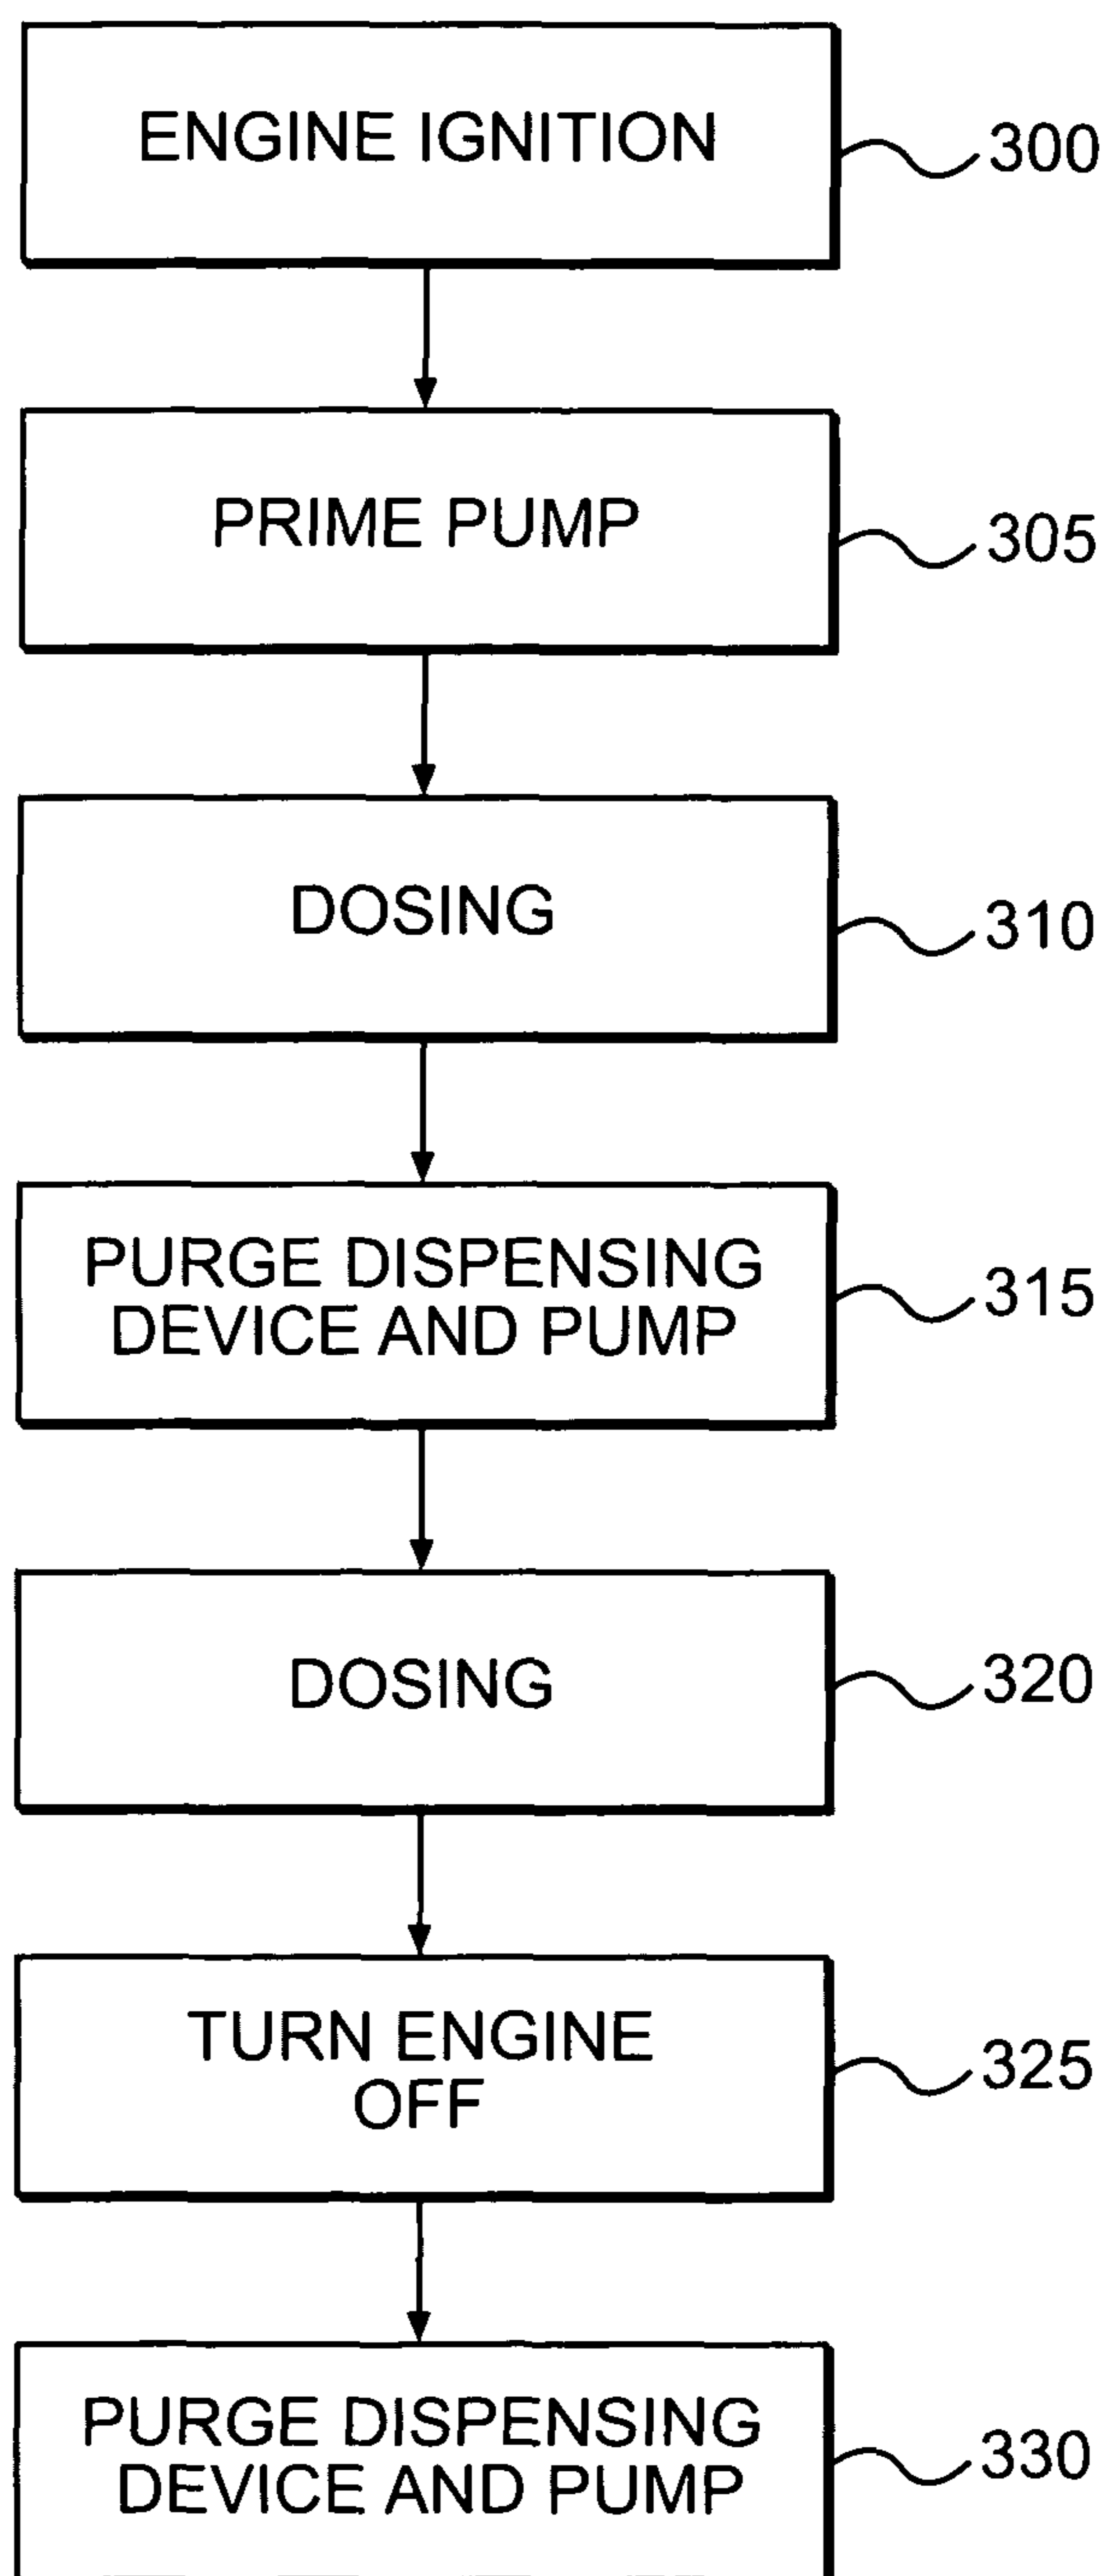 ENGINE IGNITION
300
PRIME PUMP
305
DOSING
310
PURGE DISPENSING
DEVICE AND PUMP
315
DOSING
320
TURN ENGINE
OFF
325
PURGE DISPENSING
DEVICE AND PUMP
330